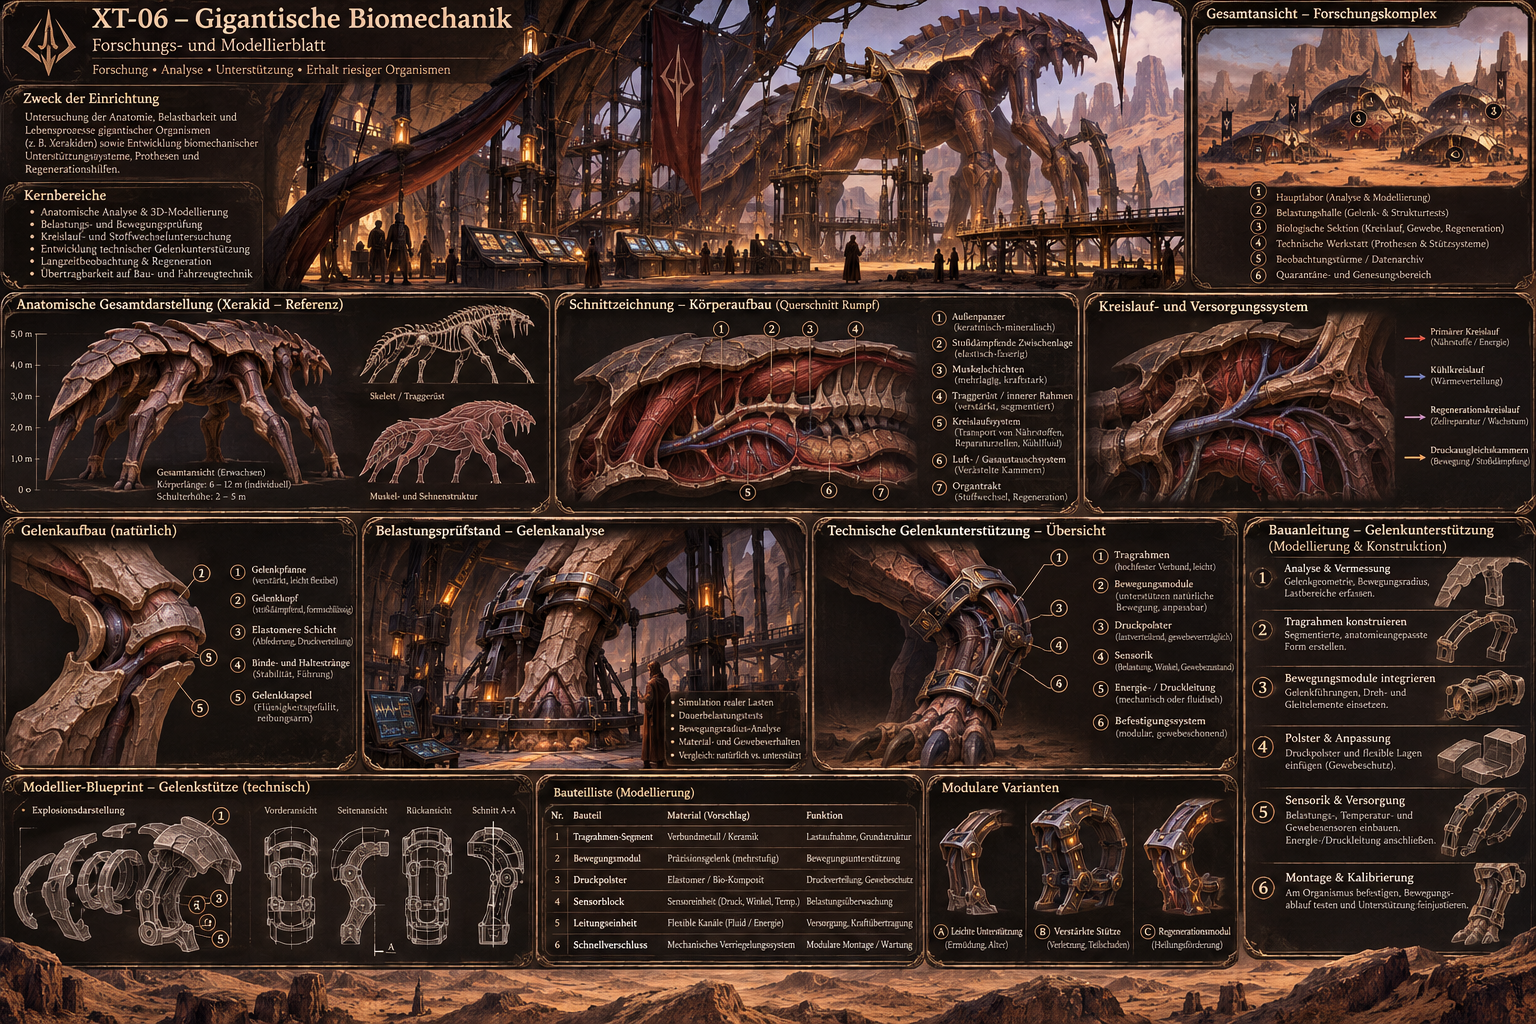 XT-06 – Gigantische Biomechanik
Forschungs- und Modellierblatt
Forschung • Analyse • Unterstützung • Erhalt riesiger Organismen
Zweck der Einrichtung
Untersuchung der Anatomie, Belastbarkeit und
Lebensprozesse gigantischer Organismen
(z. B. Xerakiden) sowie Entwicklung biomechanischer
Unterstützungssysteme, Prothesen und
Regenerationshilfen.
Kernbereiche
• Anatomische Analyse & 3D-Modellierung
• Belastungs- und Bewegungsprüfung
• Kreislauf- und Stoffwechseluntersuchung
• Entwicklung technischer Gelenkunterstützung
• Langzeitbeobachtung & Regeneration
• Übertragbarkeit auf Bau- und Fahrzeugtechnik
Gesamtansicht – Forschungskomplex
1 Hauptlabor (Analyse & Modellierung)
2 Belastungshalle (Gelenk- & Strukturtests)
3 Biologische Sektion (Kreislauf, Gewebe, Regeneration)
4 Technische Werkstatt (Prothesen & Stützsysteme)
5 Beobachtungstürme / Datenarchiv
6 Quarantäne- und Genesungsbereich
Anatomische Gesamtdarstellung (Xerakid – Referenz)
5,0 m
4,0 m
3,0 m
2,0 m
1,0 m
0 o
Gesamtansicht (Erwachsen)
Körperlänge: 6 – 12 m (individuell)
Schulterhöhe: 2 – 5 m
Skelett / Traggerüst
Muskel- und Sehnenstruktur
Schnittzeichnung – Körperaufbau (Querschnitt Rumpf)
1 2 3 4
5 6 7
1 Außenpanzer
(keratinisch-mineralisch)
2 Stoßdämpfende Zwischenlage
(elastisch-faserig)
3 Muskelschichten
(mehrlagig, kraftstark)
4 Traggerüst / innerer Rahmen
(verstärkt, segmentiert)
5 Kreislaufsystem
(Transport von Nährstoffen,
Reparaturzellen, Kühlfluid)
6 Luft- / Gasaustauschsystem
(Verästelte Kammern)
7 Organtrakt
(Stoffwechsel, Regeneration)
Kreislauf- und Versorgungssystem
Primärer Kreislauf
(Nährstoffe / Energie)
Kühlkreislauf
(Wärmeverteilung)
Regenerationskreislauf
(Zellreparatur / Wachstum)
Druckausgleichskammern
(Bewegung / Stoßdämpfung)
Gelenkaufbau (natürlich)
5
5
1 Gelenkpfanne
(verstärkt, leicht flexibel)
2 Gelenkkopf
(stoßdämpfend, formschlüssig)
3 Elastomere Schicht
(Abfederung, Druckverteilung)
4 Binde- und Haltestränge
(Stabilität, Führung)
5 Gelenkkapsel
(Flüssigkeitsgefüllt,
reibungsarm)
Belastungsprüfstand – Gelenkanalyse
• Simulation realer Lasten
• Dauerbelastungstests
• Bewegungsradius-Analyse
• Material- und Gewebeverhalten
• Vergleich: natürlich vs. unterstützt
Technische Gelenkunterstützung – Übersicht
1
3
4
6
1 Tragrahmen
(hochfester Verbund, leicht)
2 Bewegungsmodule
(unterstützen natürliche
Bewegung, anpassbar)
3 Druckpolster
(lastverteilend, gewebeverträglich)
4 Sensorik
(Belastung, Winkel, Gewebezustand)
5 Energie- / Druckleitung
(mechanisch oder fluidisch)
6 Befestigungssystem
(modular, gewebeschonend)
Bauanleitung – Gelenkunterstützung
(Modellierung & Konstruktion)
1 Analyse & Vermessung
Gelenkgeometrie, Bewegungsradius,
Lastbereiche erfassen.
2 Tragrahmen konstruieren
Segmentierte, anatomieangepasste
Form erstellen.
3 Bewegungsmodule integrieren
Gelenkführungen, Dreh- und
Gleitelemente einsetzen.
4 Polster & Anpassung
Druckpolster und flexible Lagen
einfügen (Gewebeschutz).
5 Sensorik & Versorgung
Belastungs-, Temperatur- und
Gewebesensoren einbauen.
Energie-/Druckleitung anschließen.
6 Montage & Kalibrierung
Am Organismus befestigen, Bewegungs-
ablauf testen und Unterstützung feinjustieren.
Modellier-Blueprint – Gelenkstütze (technisch)
• Explosionsdarstellung
1
3
5
Vorderansicht
Seitenansicht
Rückansicht
Schnitt A-A
A
Bauteilliste (Modellierung)
Nr. Bauteil Material (Vorschlag) Funktion
1 Tragrahmen-Segment Verbundmetall / Keramik Lastaufnahme, Grundstruktur
2 Bewegungsmodul Präzisionsgelenk (mehrstufig) Bewegungsunterstützung
3 Druckpolster Elastomer / Bio-Komposit Druckverteilung, Gewebeschutz
4 Sensorblock Sensoreinheit (Druck, Winkel, Temp.) Belastungsüberwachung
5 Leitungseinheit Flexible Kanäle (Fluid / Energie) Versorgung, Kraftübertragung
6 Schnellverschluss Mechanisches Verriegelungssystem Modulare Montage / Wartung
Modulare Varianten
A Leichte Unterstützung
(Ermüdung, Alter)
B Verstärkte Stütze
(Verletzung, Teilschaden)
C Regenerationsmodul
(Heilungsförderung)